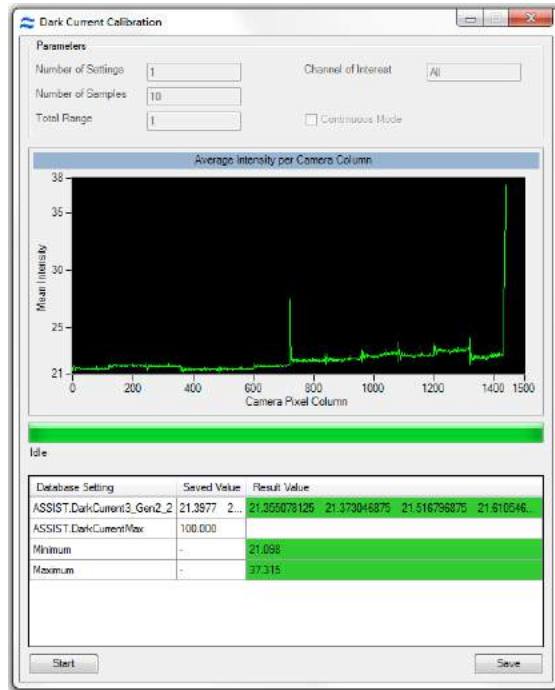 Dark Current Calibration
Parameters
Number of Settings 1 Channel of Interest All
Number of Samples 10
Total Range 1 Continuous Mode
Average Intensity per Camera Column
38
35
30
25
21
Mean Intensity
0 200 400 600 800 1000 1200 1400 1500
Camera Pixel Column
Idle
Database Setting Saved Value Result Value
ASSIST.DarkCurrent3_Gen2_2 21.3977 2... 21.355078125 21.373046875 21.516796875 21.610546...
ASSIST.DarkCurrentMax 100.000
Minimum - 21.098
Maximum - 37.315
Start Save